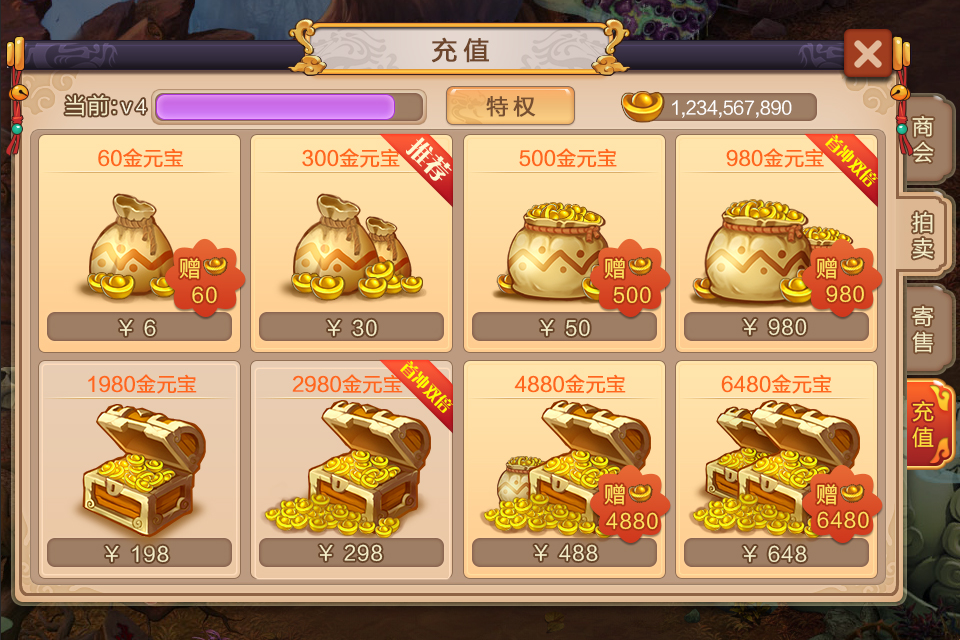 充值
当前:v4
特权
1,234,567,890
商会
拍卖
寄售
充值
60金元宝
赠
60
¥ 6
300金元宝
推荐
¥ 30
500金元宝
赠
500
¥ 50
980金元宝
首冲双倍
赠
980
¥ 980
1980金元宝
¥ 198
2980金元宝
首冲双倍
¥ 298
4880金元宝
赠
4880
¥ 488
6480金元宝
赠
6480
¥ 648